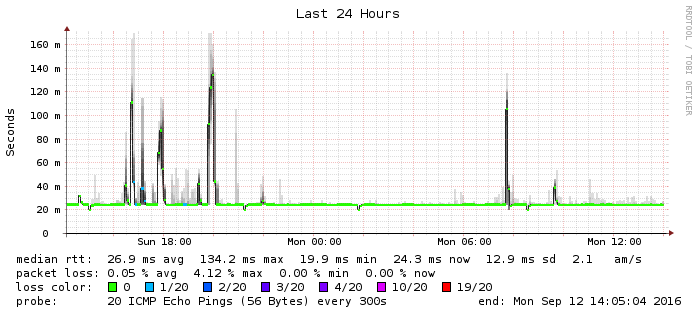 Last 24 Hours
RRDTOOL / TOBI OETIKER
Seconds
160 m
140 m
120 m
100 m
80 m
60 m
40 m
20 m
0
Sun 18:00 Mon 00:00 Mon 06:00 Mon 12:00
median rtt: 26.9 ms avg 134.2 ms max 19.9 ms min 24.3 ms now 12.9 ms sd 2.1 am/s
packet loss: 0.05 % avg 4.12 % max 0.00 % min 0.00 % now
loss color: 0 1/20 2/20 3/20 4/20 10/20 19/20
probe: 20 ICMP Echo Pings (56 Bytes) every 300s end: Mon Sep 12 14:05:04 2016